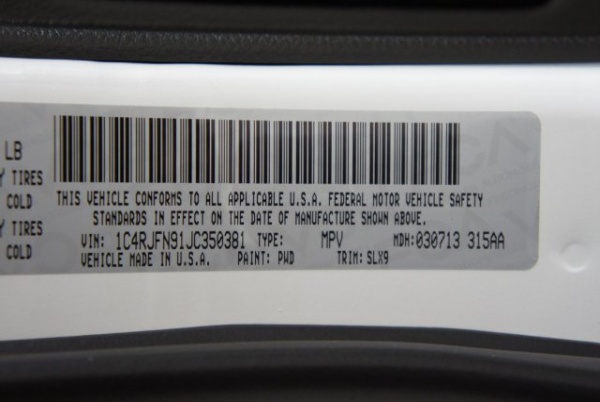 LB
TIRES
COLD
TIRES
COLD
THIS VEHICLE CONFORMS TO ALL APPLICABLE U.S.A. FEDERAL MOTOR VEHICLE SAFETY
STANDARDS IN EFFECT ON THE DATE OF MANUFACTURE SHOWN ABOVE.
VIN: 1C4RJFN91JC350381 TYPE: MPV MDH:030713 315AA
VEHICLE MADE IN U.S.A. PAINT: PWD TRIM: SLX9